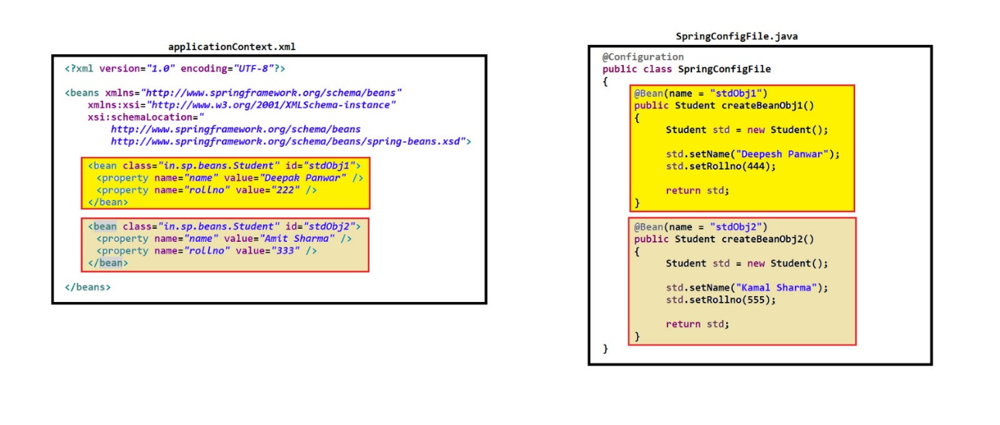 applicationContext.xml
<?xml version="1.0" encoding="UTF-8"?>
<beans xmlns="http://www.springframework.org/schema/beans"
xmlns:xsi="http://www.w3.org/2001/XMLSchema-instance"
xsi:schemaLocation="
http://www.springframework.org/schema/beans
http://www.springframework.org/schema/beans/spring-beans.xsd">
<bean class="in.sp.beans.Student" id="stdObj1">
<property name="name" value="Deepak Panwar" />
<property name="rollno" value="222" />
</bean>
<bean class="in.sp.beans.Student" id="stdObj2">
<property name="name" value="Amit Sharma" />
<property name="rollno" value="333" />
</bean>
</beans>
SpringConfigFile.java
@Configuration
public class SpringConfigFile
{
@Bean(name = "stdObj1")
public Student createBeanObj1()
{
Student std = new Student();
std.setName("Deepesh Panwar");
std.setRollno(444);
return std;
}
@Bean(name = "stdObj2")
public Student createBeanObj2()
{
Student std = new Student();
std.setName("Kamal Sharma");
std.setRollno(555);
return std;
}
}